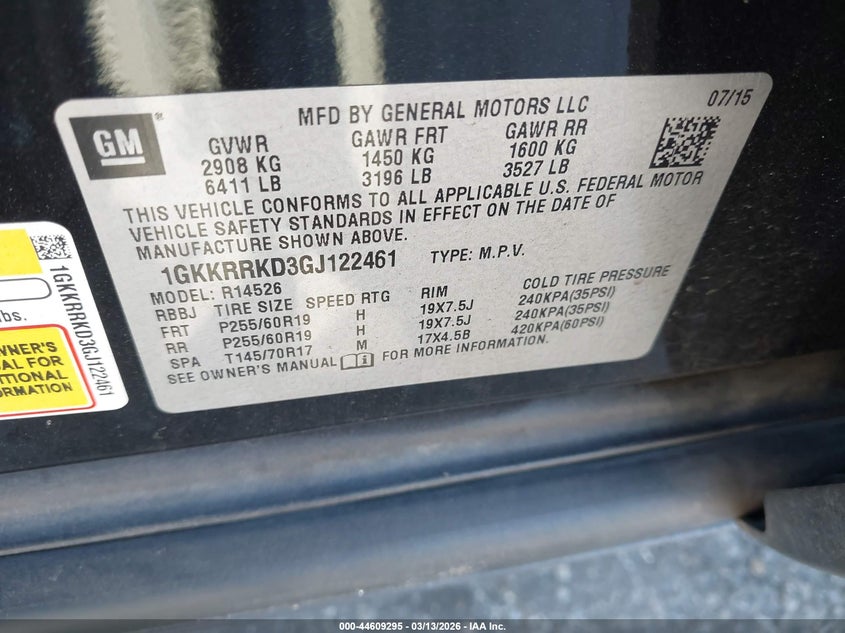 MFD BY GENERAL MOTORS LLC
07/15
GM
®
GVWR GAWR FRT GAWR RR
2908 KG 1450 KG 1600 KG
6411 LB 3196 LB 3527 LB
THIS VEHICLE CONFORMS TO ALL APPLICABLE U.S. FEDERAL MOTOR
VEHICLE SAFETY STANDARDS IN EFFECT ON THE DATE OF
MANUFACTURE SHOWN ABOVE.
1GKKRRKD3GJ122461 TYPE: M.P.V.
MODEL: R14526
RBBJ TIRE SIZE SPEED RTG RIM COLD TIRE PRESSURE
FRT P255/60R19 H 19X7.5J 240KPA(35PSI)
RR P255/60R19 H 19X7.5J 240KPA(35PSI)
SPA T145/70R17 M 17X4.5B 420KPA(60PSI)
SEE OWNER'S MANUAL FOR MORE INFORMATION.
1GKKRRKD3GJ122461
lbs.
WNER'S
AL FOR
ITIONAL
RMATION
000-44609295 - 03/13/2026 - IAA Inc.